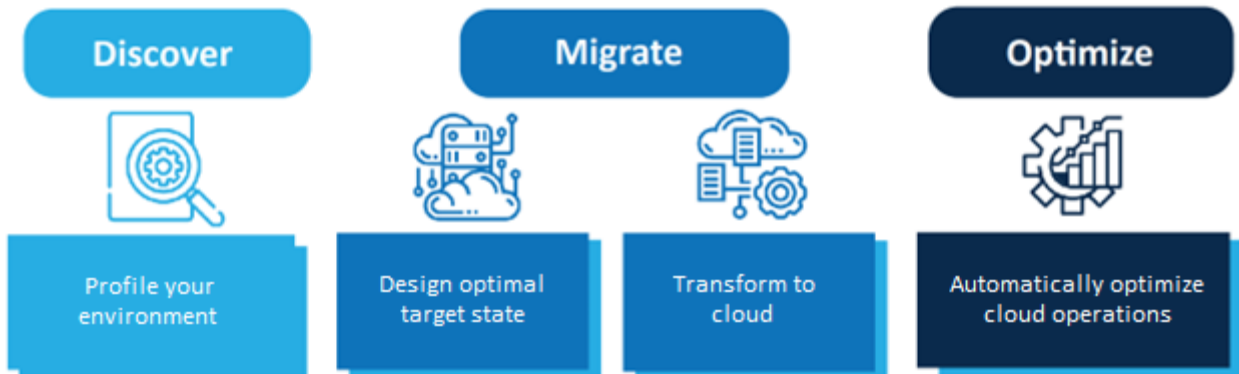 Discover
Migrate
Optimize
Profile your
environment
Design optimal
target state
Transform to
cloud
Automatically optimize
cloud operations